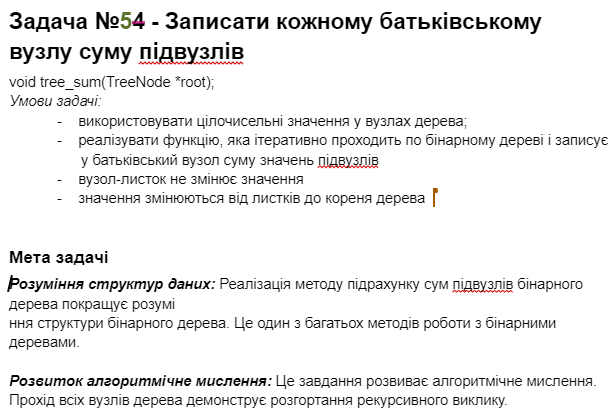 Задача №54 - Записати кожному батьківському
вузлу суму підвузлів
void tree_sum(TreeNode *root);
Умови задачі:
- використовувати цілочисельні значення у вузлах дерева;
- реалізувати функцію, яка ітеративно проходить по бінарному дереві і записує
у батьківський вузол суму значень підвузлів
- вузол-листок не змінює значення
- значення змінюються від листків до кореня дерева
Мета задачі
Розуміння структур даних: Реалізація методу підрахунку сум підвузлів бінарного
дерева покращує розумі
ння структури бінарного дерева. Це один з багатьох методів роботи з бінарними
деревами.
Розвиток алгоритмічне мислення: Це завдання розвиває алгоритмічне мислення.
Прохід всіх вузлів дерева демонструє розгортання рекурсивного виклику.